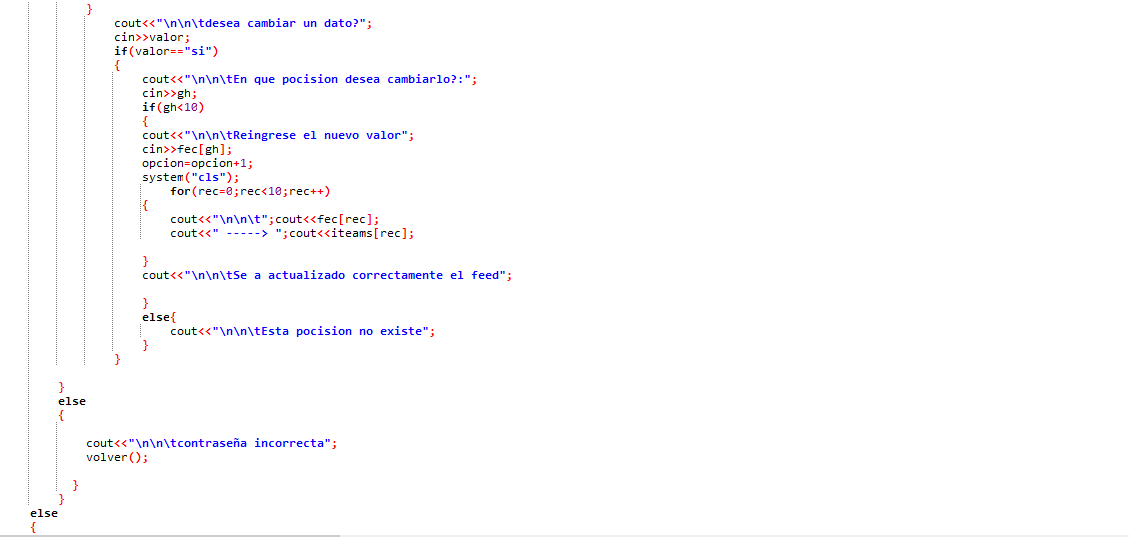 }
cout<<"\n\n\tdesea cambiar un dato?";
cin>>valor;
if(valor=="si")
{
cout<<"\n\n\tEn que pocision desea cambiarlo?:";
cin>>gh;
if(gh<10)
{
cout<<"\n\n\tReingrese el nuevo valor";
cin>>fec[gh];
opcion=opcion+1;
system("cls");
for(rec=0;rec<10;rec++)
{
cout<<"\n\n\t";cout<<fec[rec];
cout<<" -----> ";cout<<iteams[rec];
}
cout<<"\n\n\tSe a actualizado correctamente el feed";
}
else{
cout<<"\n\n\tEsta pocision no existe";
}
}
}
else
{
cout<<"\n\n\tcontraseña incorrecta";
volver();
}
}
else
{